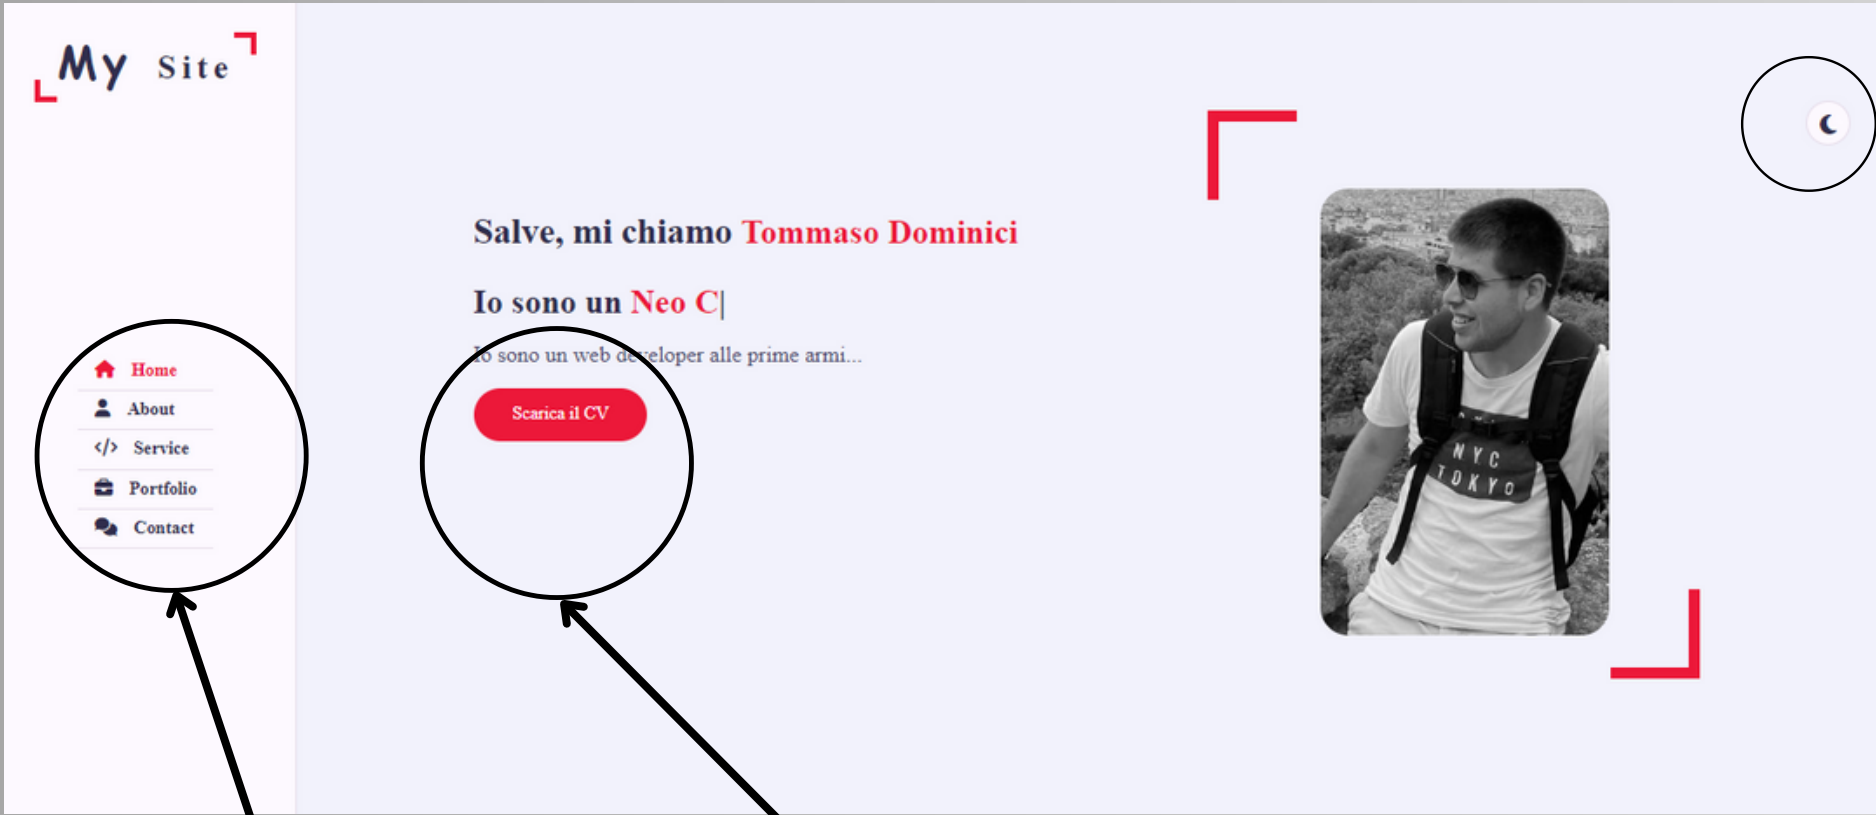 My Site
Home
About
Service
Portfolio
Contact
Salve, mi chiamo Tommaso Dominici
Io sono un Neo C|
Io sono un web developer alle prime armi...
Scarica il CV
NYC
TOKYO